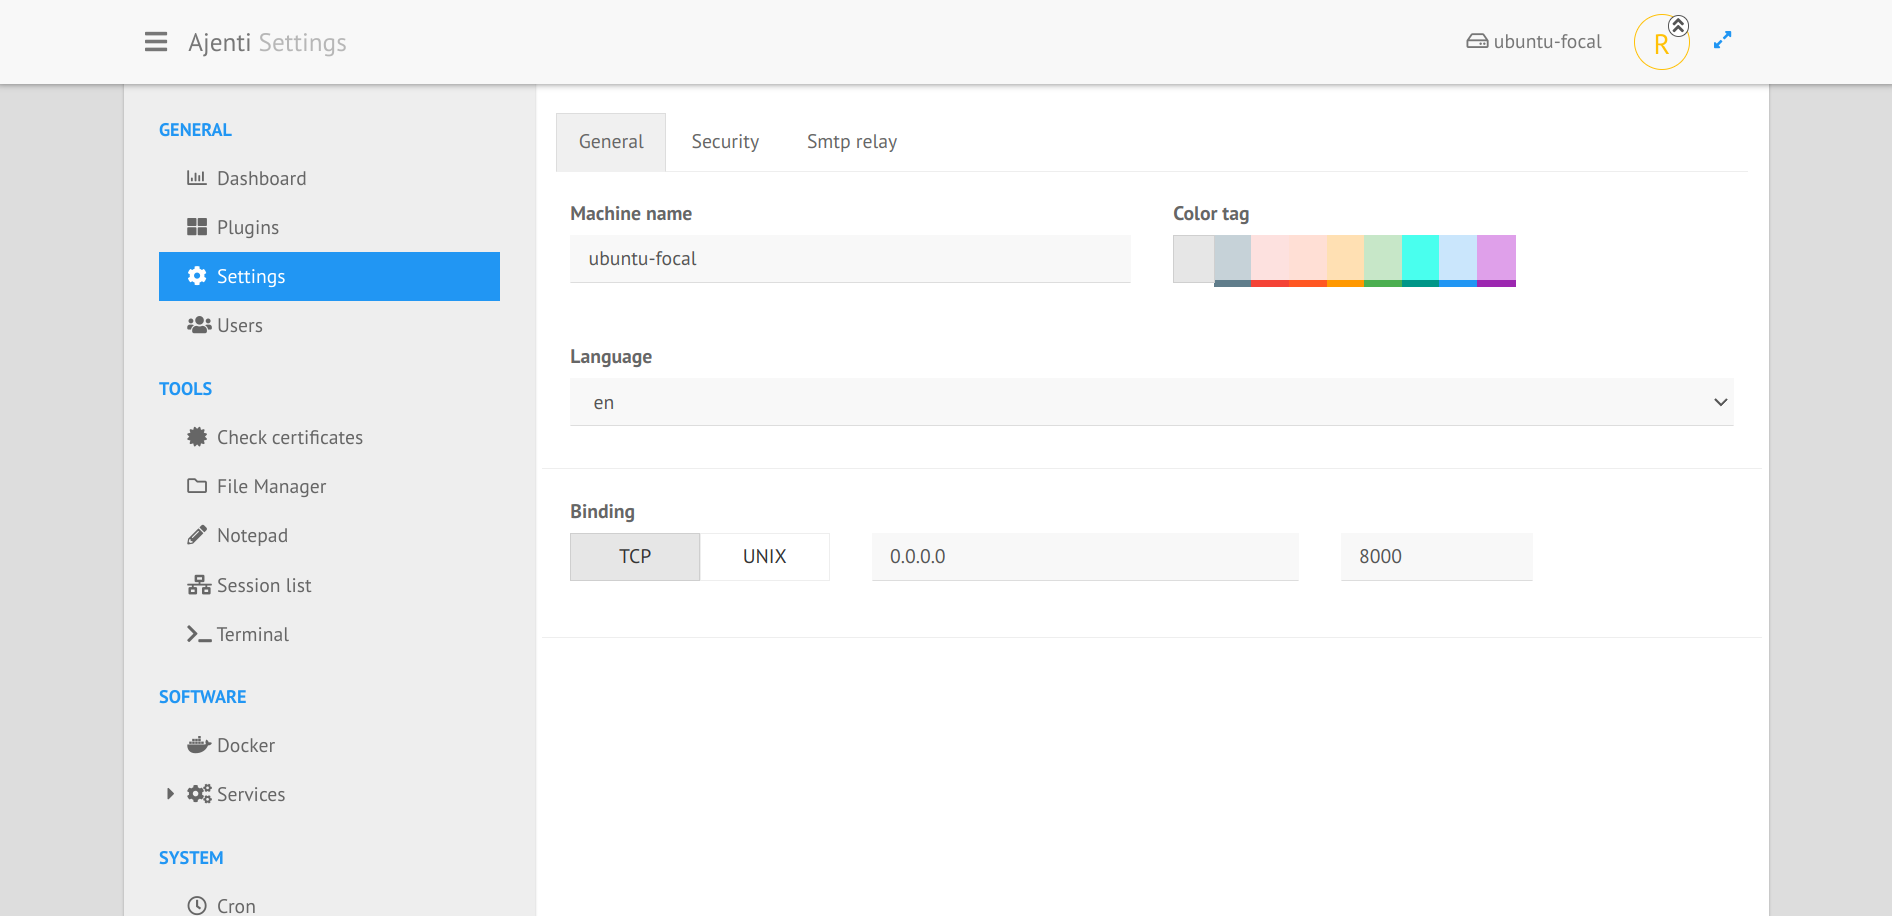 Ajenti Settings
ubuntu-focal
R
GENERAL
Dashboard
Plugins
Settings
Users
TOOLS
Check certificates
File Manager
Notepad
Session list
Terminal
SOFTWARE
Docker
Services
SYSTEM
Cron
General Security Smtp relay
Machine name
ubuntu-focal
Color tag
Language
en
Binding
TCP UNIX 0.0.0.0 8000